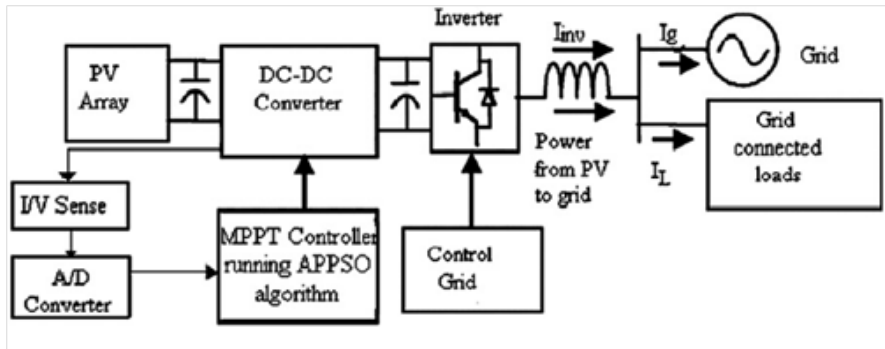 Inverter
PV
Array
DC-DC
Converter
Iinv
Ig
Grid
Power
from PV
to grid
IL
Grid
connected
loads
I/V Sense
A/D
Converter
MPPT Controller
running APPSO
algorithm
Control
Grid